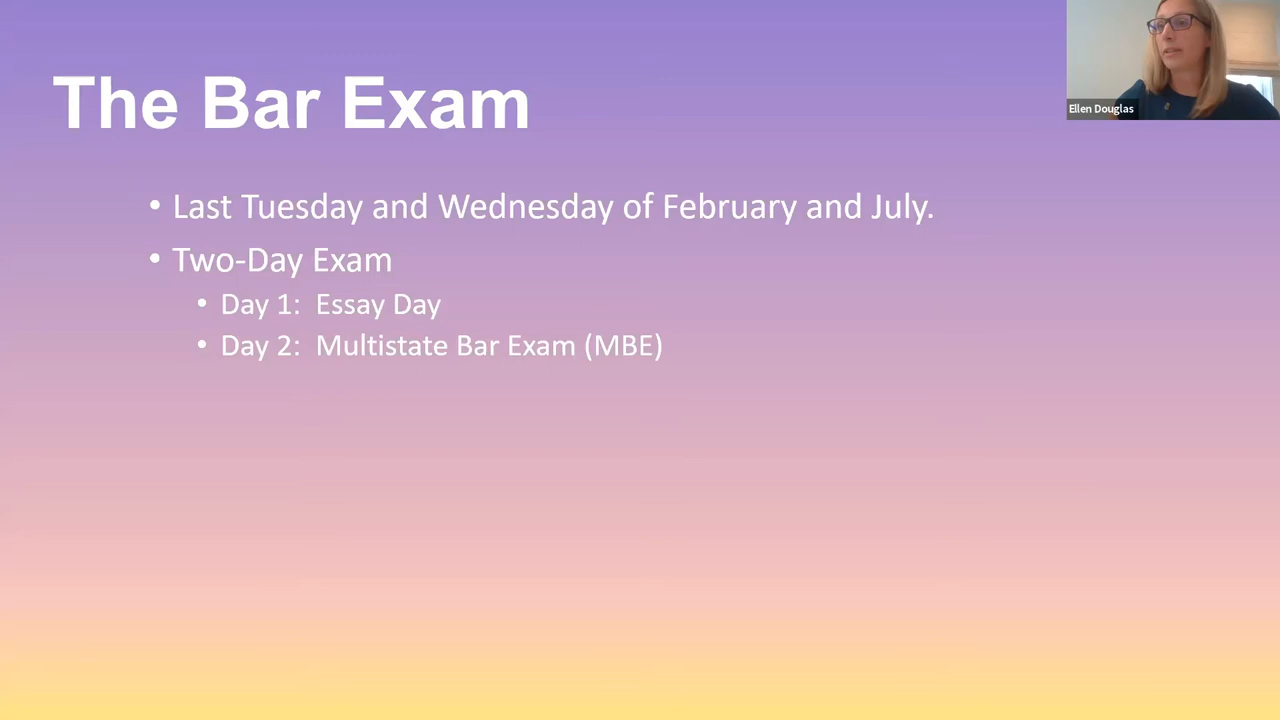 The Bar Exam
Ellen Douglas
• Last Tuesday and Wednesday of February and July.
• Two-Day Exam
• Day 1:  Essay Day
• Day 2:  Multistate Bar Exam (MBE)